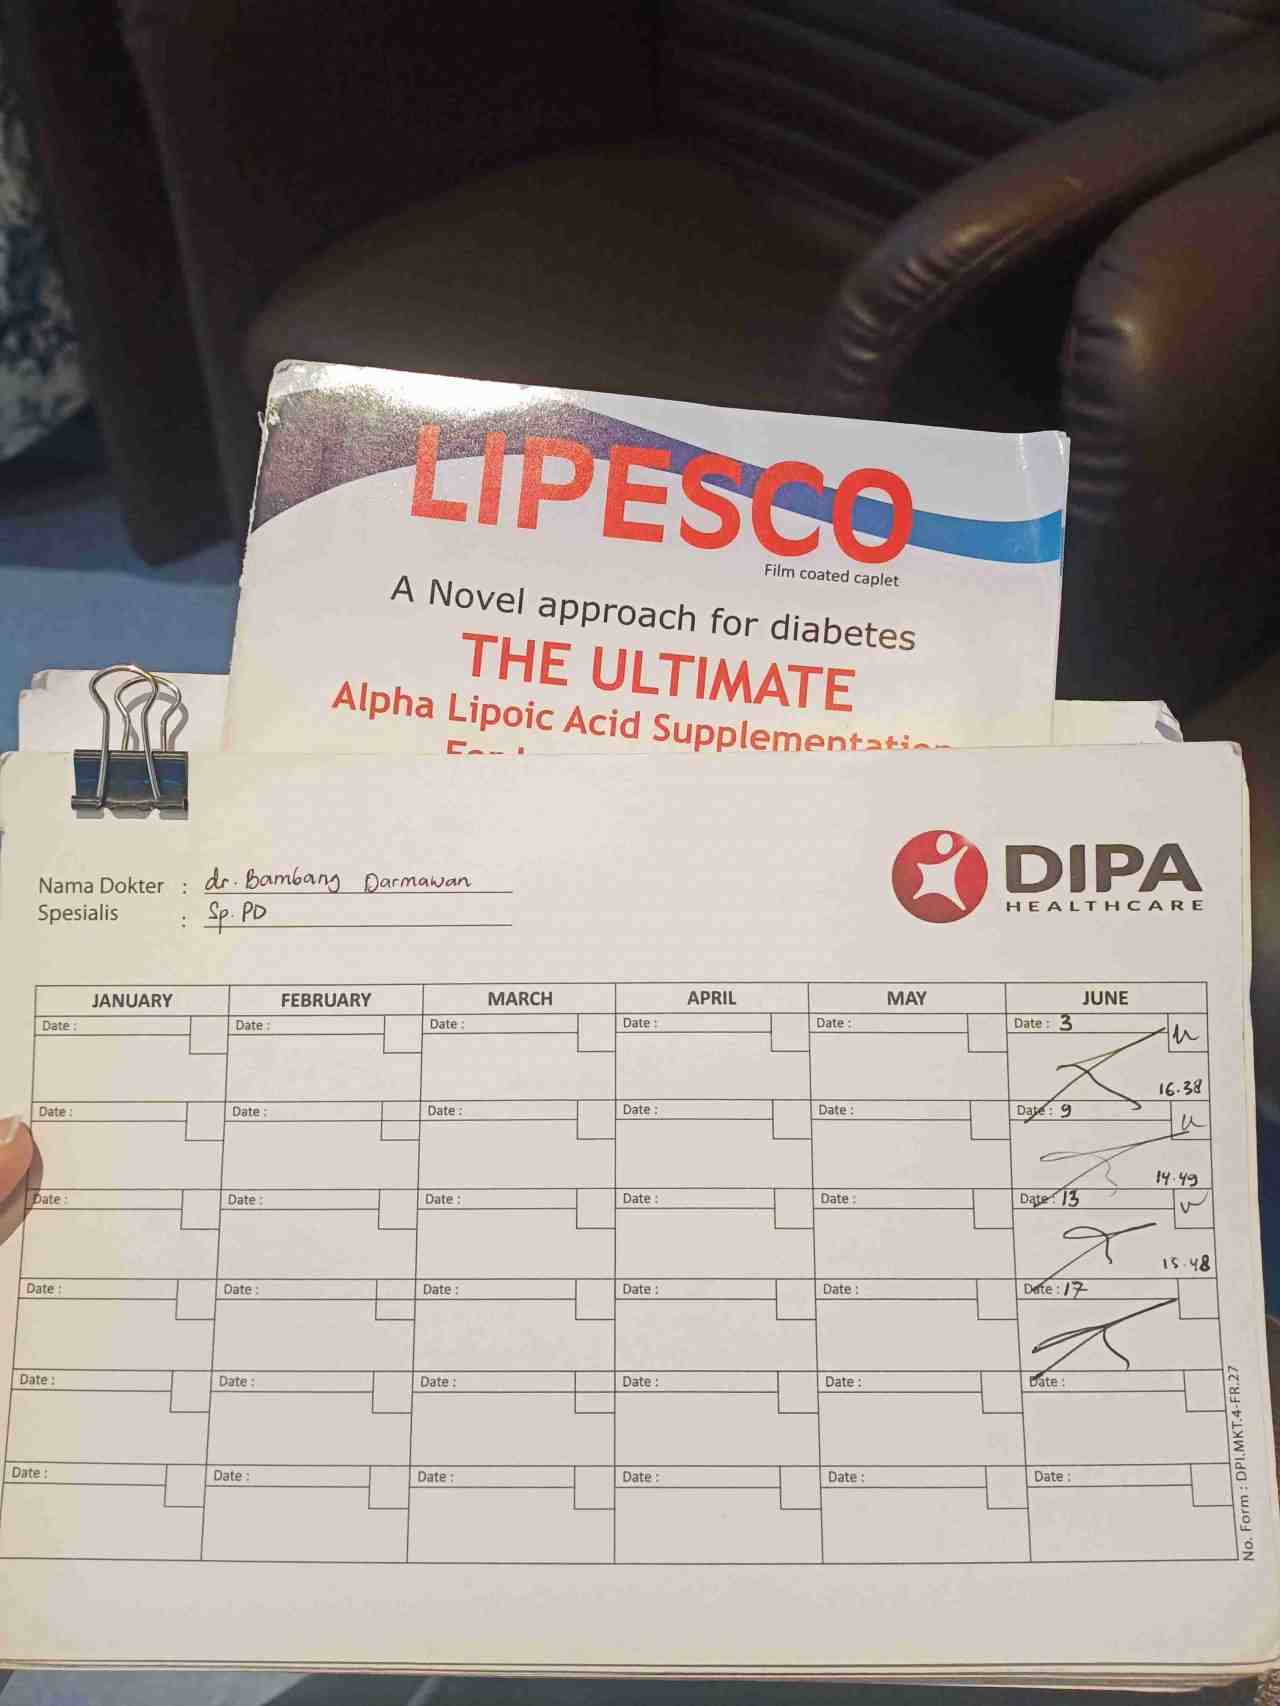 LIPESCO
Film coated caplet
A Novel approach for diabetes
THE ULTIMATE
Alpha Lipoic Acid Supplementation
For
DIPA
HEALTHCARE
Nama Dokter : dr. Bambang Darmawan
Spesialis : Sp. PD
JANUARY FEBRUARY MARCH APRIL MAY JUNE
Date : Date : Date : Date : Date : Date : 3
16.38
Date : Date : Date : Date : Date : Date : 9
14.49
Date : Date : Date : Date : Date : Date : 13
15.48
Date : Date : Date : Date : Date : Date : 17
Date : Date : Date : Date : Date : Date :
Date : Date : Date : Date : Date : Date :
No. Form : DPI.MKT.4-FR.27